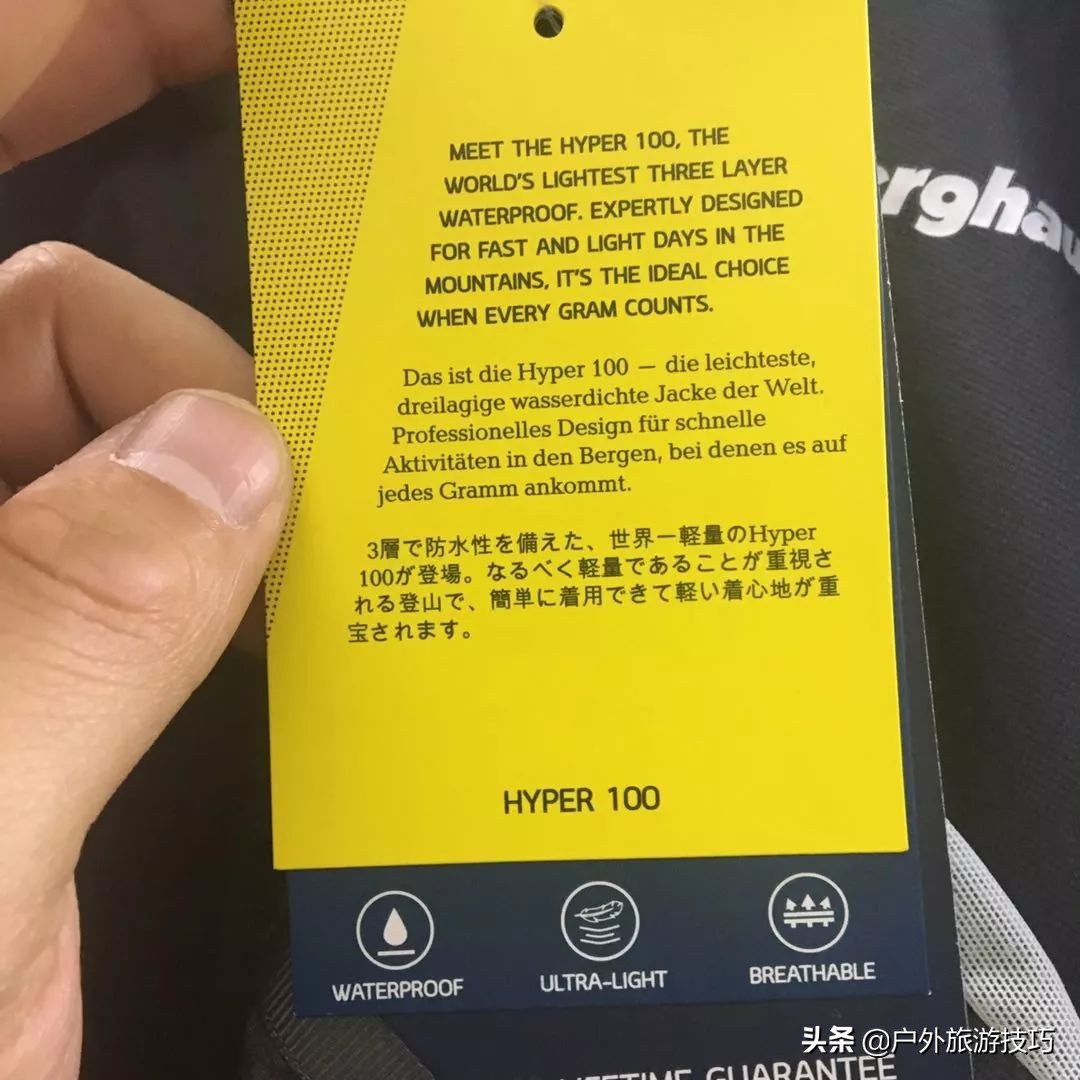 MEET THE HYPER 100, THE
WORLD'S LIGHTEST THREE LAYER
WATERPROOF. EXPERTLY DESIGNED
FOR FAST AND LIGHT DAYS IN THE
MOUNTAINS, IT'S THE IDEAL CHOICE
WHEN EVERY GRAM COUNTS.
Das ist die Hyper 100 — die leichteste,
dreilagige wasserdichte Jacke der Welt.
Professionelles Design für schnelle
Aktivitäten in den Bergen, bei denen es auf
jedes Gramm ankommt.
3層で防水性を備えた、世界一軽量のHyper
100が登場。なるべく軽量であることが重視さ
れる登山で、簡単に着用できて軽い着心地が重
宝されます。
HYPER 100
WATERPROOF
ULTRA-LIGHT
BREATHABLE
GUARANTEE
头条 @户外旅游技巧